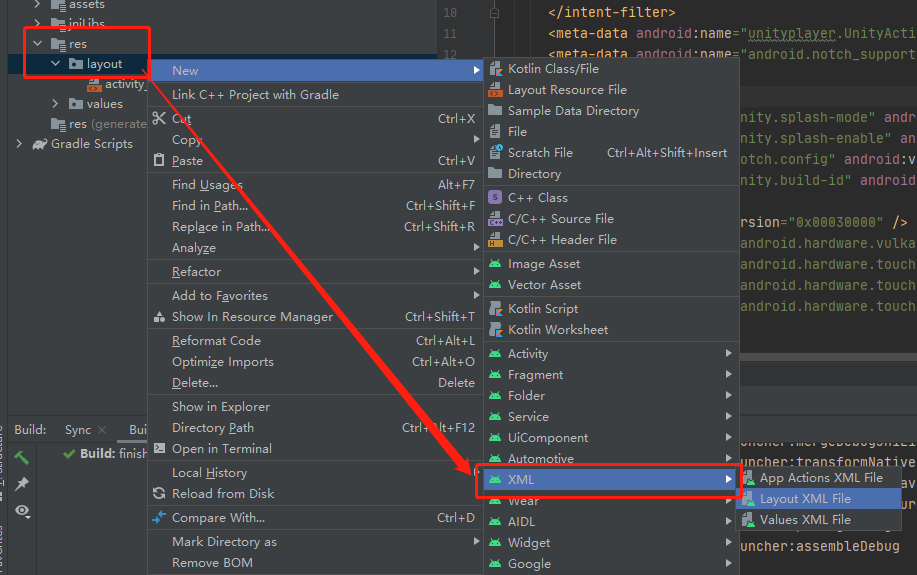 assets
jniLibs
res
layout
activity_
values
res (generate
Gradle Scripts
10
11
12
</intent-filter>
<meta-data android:name="unityplayer.UnityActi
<meta-data android:name="android.notch_support
nity.splash-mode" andr
nity.splash-enable" an
notch.config" android:v
nity.build-id" android
ersion="0x00030000" />
android.hardware.vulka
android.hardware.touch
android.hardware.touch
android.hardware.touch
New
Link C++ Project with Gradle
Cut Ctrl+X
Copy
Paste Ctrl+V
Find Usages Alt+F7
Find in Path... Ctrl+Shift+F
Replace in Path... Ctrl+Shift+R
Analyze
Refactor
Add to Favorites
Show In Resource Manager Ctrl+Shift+T
Reformat Code Ctrl+Alt+L
Optimize Imports Ctrl+Alt+O
Delete... Delete
Show in Explorer
Directory Path Ctrl+Alt+F12
Open in Terminal
Local History
Reload from Disk
Compare With... Ctrl+D
Mark Directory as
Remove BOM
Kotlin Class/File
Layout Resource File
Sample Data Directory
File
Scratch File Ctrl+Alt+Shift+Insert
Directory
C++ Class
C/C++ Source File
C/C++ Header File
Image Asset
Vector Asset
Kotlin Script
Kotlin Worksheet
Activity
Fragment
Folder
Service
UiComponent
Automotive
XML
Wear
AIDL
Widget
Google
App Actions XML File
Layout XML File
Values XML File
Build:
Sync
Bui
Build: finish
uncher:transformNative
uncher:assembleDebug